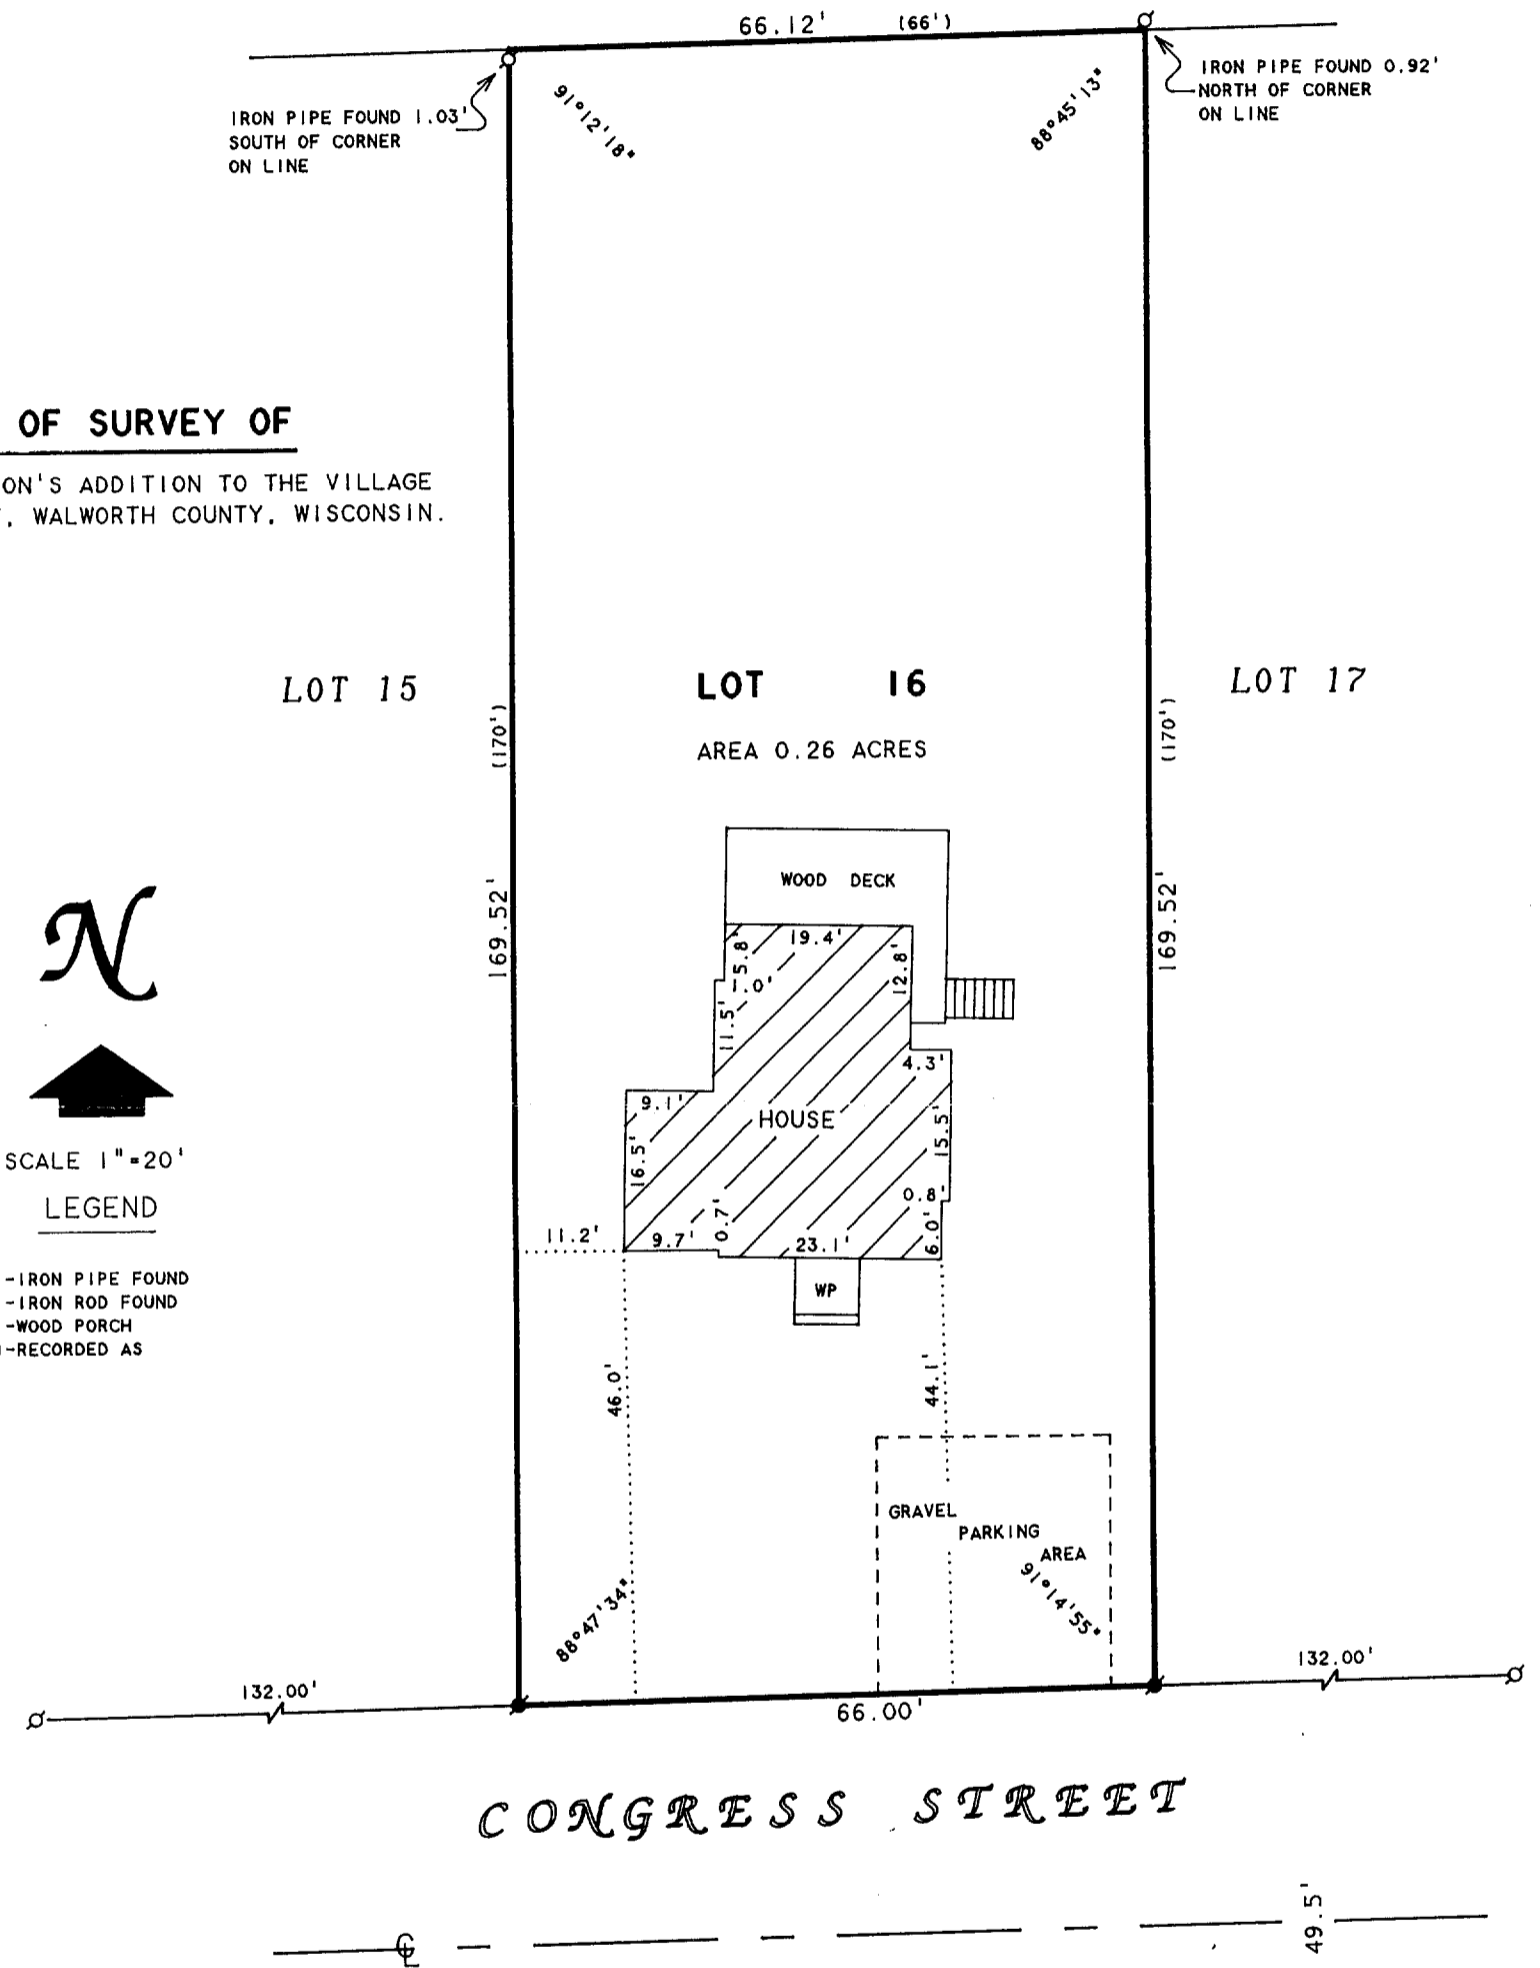 66.12' (66')
IRON PIPE FOUND 1.03'
SOUTH OF CORNER
ON LINE
91°12'18"
88°45'13"
IRON PIPE FOUND 0.92'
NORTH OF CORNER
ON LINE
OF SURVEY OF
ON'S ADDITION TO THE VILLAGE
, WALWORTH COUNTY, WISCONSIN.
LOT 15
LOT 16
LOT 17
AREA 0.26 ACRES
(170')
169.52'
(170')
169.52'
N
SCALE 1"=20'
LEGEND
-IRON PIPE FOUND
-IRON ROD FOUND
-WOOD PORCH
-RECORDED AS
WOOD DECK
19.4'
5.8'
.0'
12.8'
11.5'
4.3'
9.1'
HOUSE
15.5'
16.5'
0.8'
0.7'
6.0'
11.2'
9.7'
23.1'
WP
46.0'
44.1'
GRAVEL
PARKING
AREA
88°47'34"
91°14'55"
132.00'
132.00'
66.00'
CONGRESS STREET
49.5'